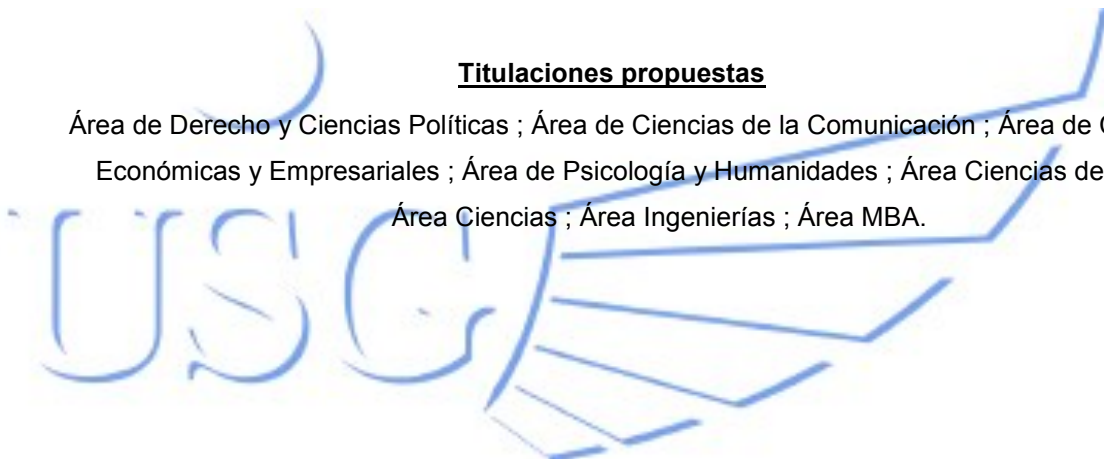 Titulaciones propuestas
Área de Derecho y Ciencias Políticas ; Área de Ciencias de la Comunicación ; Área de
Económicas y Empresariales ; Área de Psicología y Humanidades ; Área Ciencias de
Área Ciencias ; Área Ingenierías ; Área MBA.
USG